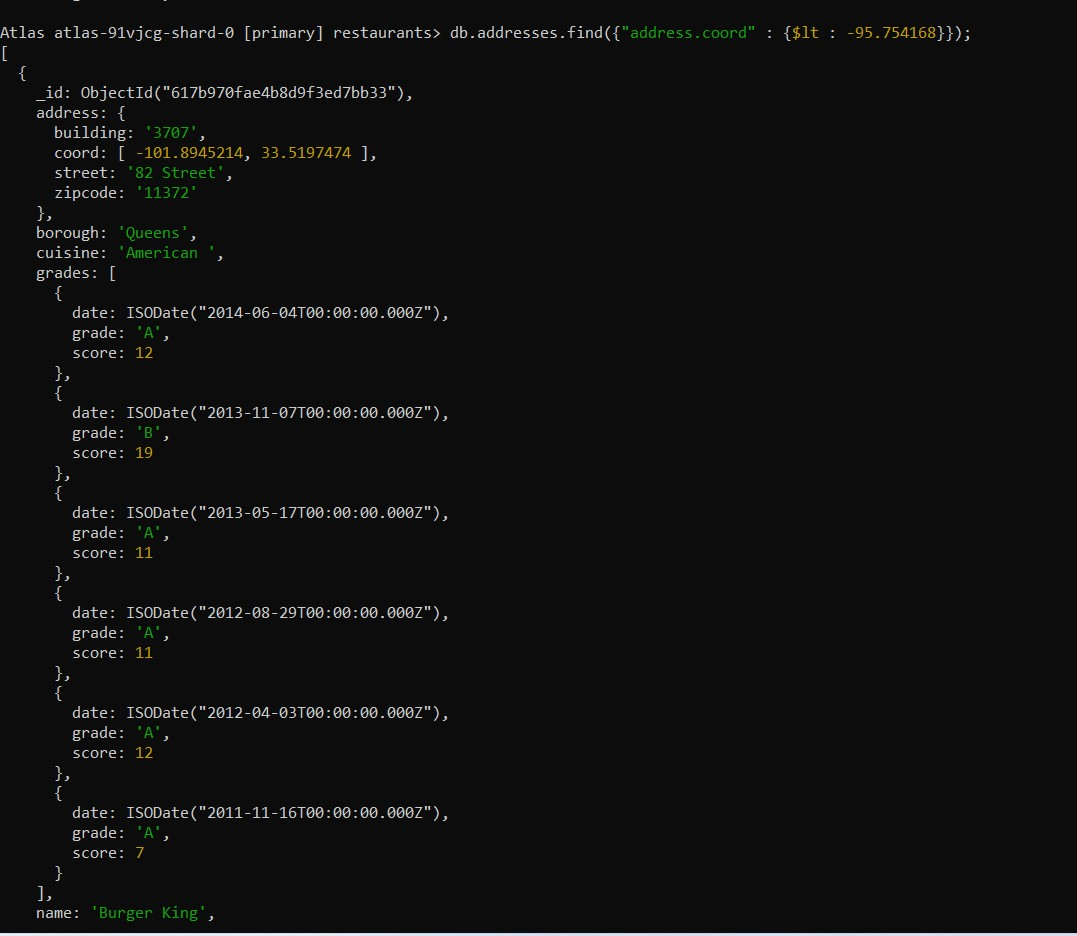 Atlas atlas-91vjcg-shard-0 [primary] restaurants> db.addresses.find({"address.coord" : {$lt : -95.754168}});
[
  {
    _id: ObjectId("617b970fae4b8d9f3ed7bb33"),
    address: {
      building: '3707',
      coord: [ -101.8945214, 33.5197474 ],
      street: '82 Street',
      zipcode: '11372'
    },
    borough: 'Queens',
    cuisine: 'American ',
    grades: [
      {
        date: ISODate("2014-06-04T00:00:00.000Z"),
        grade: 'A',
        score: 12
      },
      {
        date: ISODate("2013-11-07T00:00:00.000Z"),
        grade: 'B',
        score: 19
      },
      {
        date: ISODate("2013-05-17T00:00:00.000Z"),
        grade: 'A',
        score: 11
      },
      {
        date: ISODate("2012-08-29T00:00:00.000Z"),
        grade: 'A',
        score: 11
      },
      {
        date: ISODate("2012-04-03T00:00:00.000Z"),
        grade: 'A',
        score: 12
      },
      {
        date: ISODate("2011-11-16T00:00:00.000Z"),
        grade: 'A',
        score: 7
      }
    ],
    name: 'Burger King',